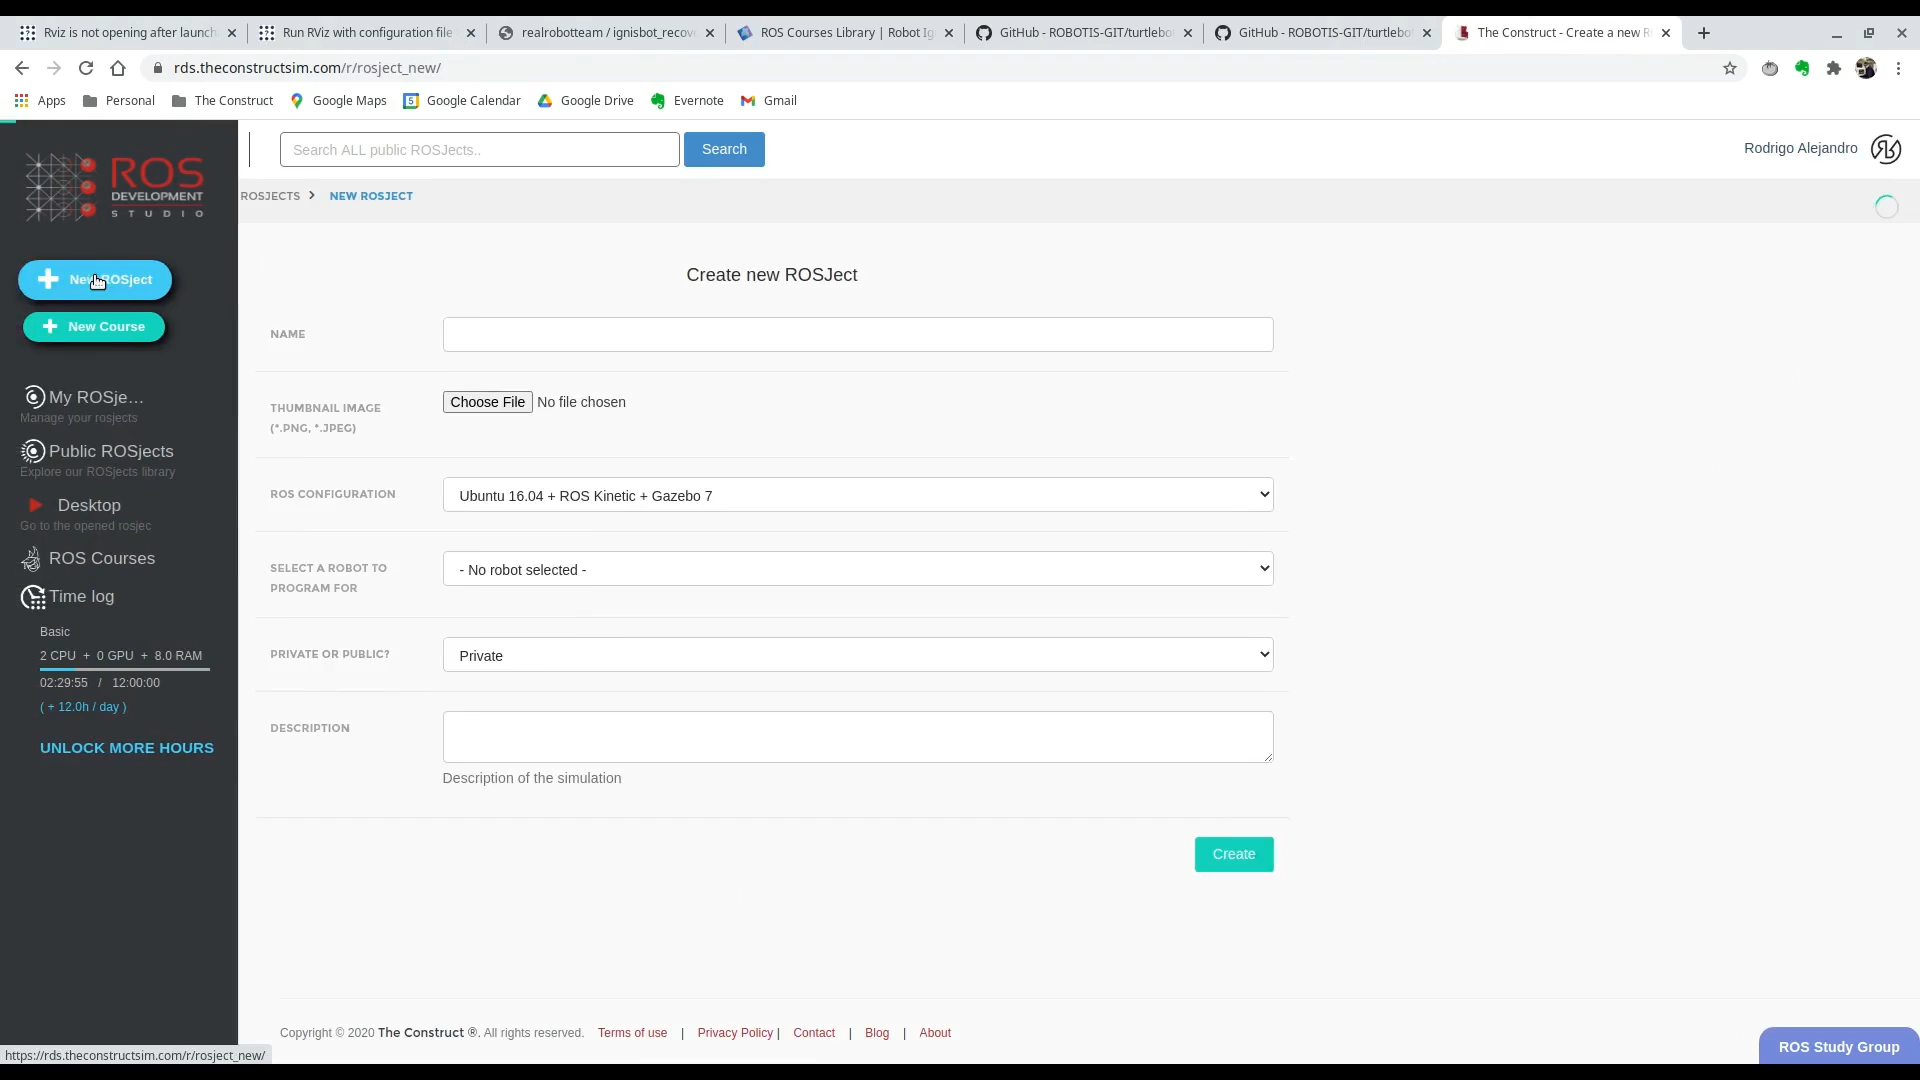 Rviz is not opening after launch
Run RViz with configuration file
realrobotteam / ignisbot_recov
ROS Courses Library | Robot Ig
GitHub - ROBOTIS-GIT/turtlebo
GitHub - ROBOTIS-GIT/turtlebo
The Construct - Create a new R
rds.theconstructsim.com/r/rosject_new/
Apps
Personal
The Construct
Google Maps
Google Calendar
Google Drive
Evernote
Gmail
ROS
DEVELOPMENT
STUDIO
Search ALL public ROSJects..
Search
Rodrigo Alejandro
ROSJECTS
NEW ROSJECT
New ROSject
New Course
My ROSje...
Manage your rosjects
Public ROSjects
Explore our ROSjects library
Desktop
Go to the opened rosjec
ROS Courses
Time log
Basic
2 CPU + 0 GPU + 8.0 RAM
02:29:55 / 12:00:00
( + 12.0h / day )
UNLOCK MORE HOURS
Create new ROSJect
NAME
THUMBNAIL IMAGE
(*.PNG, *.JPEG)
Choose File No file chosen
ROS CONFIGURATION
Ubuntu 16.04 + ROS Kinetic + Gazebo 7
SELECT A ROBOT TO
PROGRAM FOR
- No robot selected -
PRIVATE OR PUBLIC?
Private
DESCRIPTION
Description of the simulation
Create
Copyright © 2020 The Construct ®. All rights reserved. Terms of use | Privacy Policy | Contact | Blog | About
https://rds.theconstructsim.com/r/rosject_new/
ROS Study Group